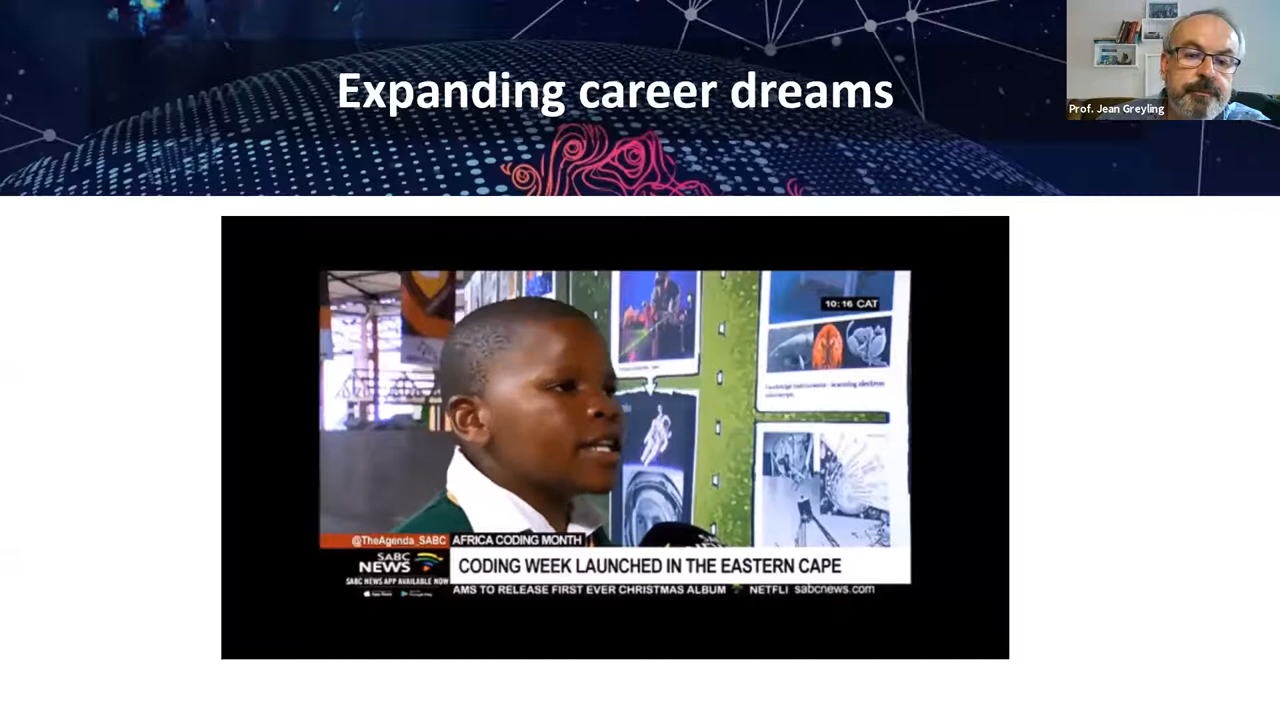 Expanding career dreams
Prof. Jean Greyling
10:16 CAT
@TheAgenda_SABC
AFRICA CODING MONTH
SABC
NEWS
CODING WEEK LAUNCHED IN THE EASTERN CAPE
SABC NEWS APP AVAILABLE NOW
AMS TO RELEASE FIRST EVER CHRISTMAS ALBUM
NETFLI
sabcnews.com